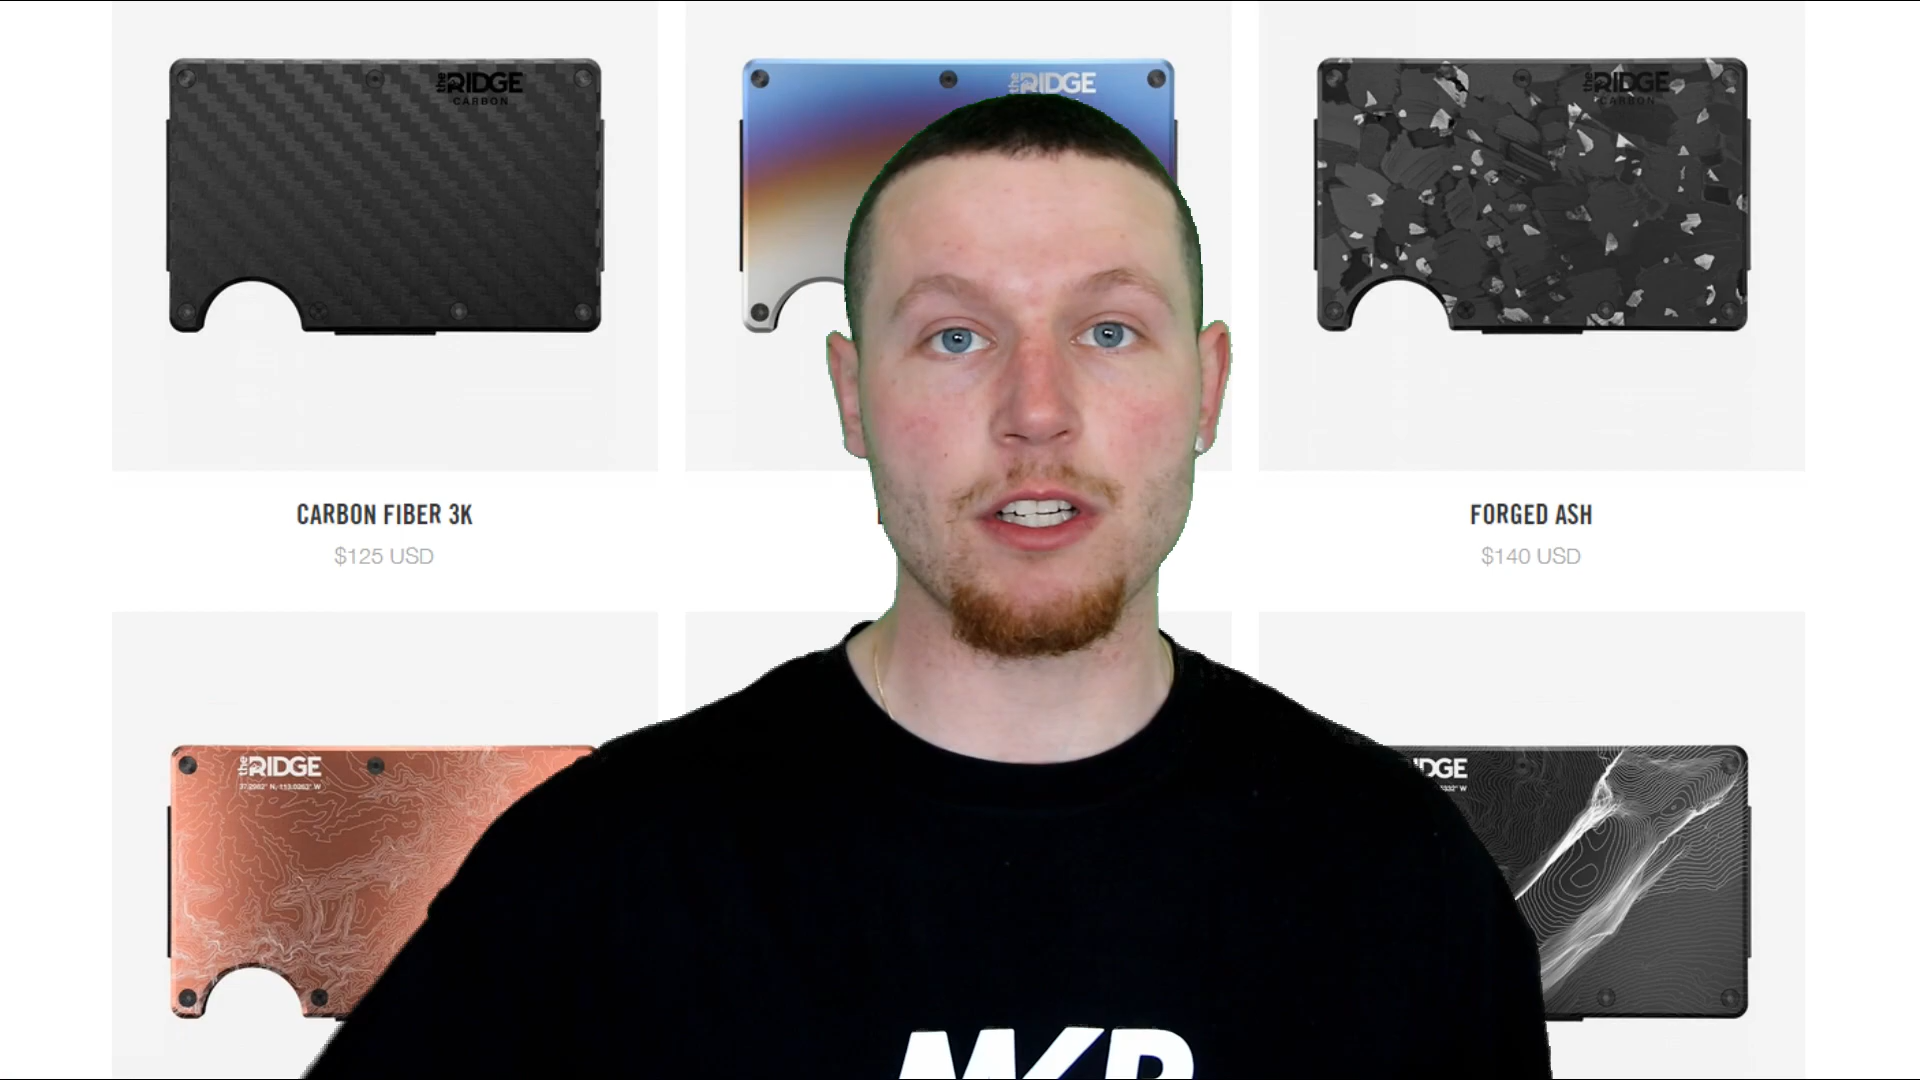 the RIDGE
CARBON
the RIDGE
the RIDGE
CARBON
CARBON FIBER 3K
$125 USD
FORGED ASH
$140 USD
the RIDGE